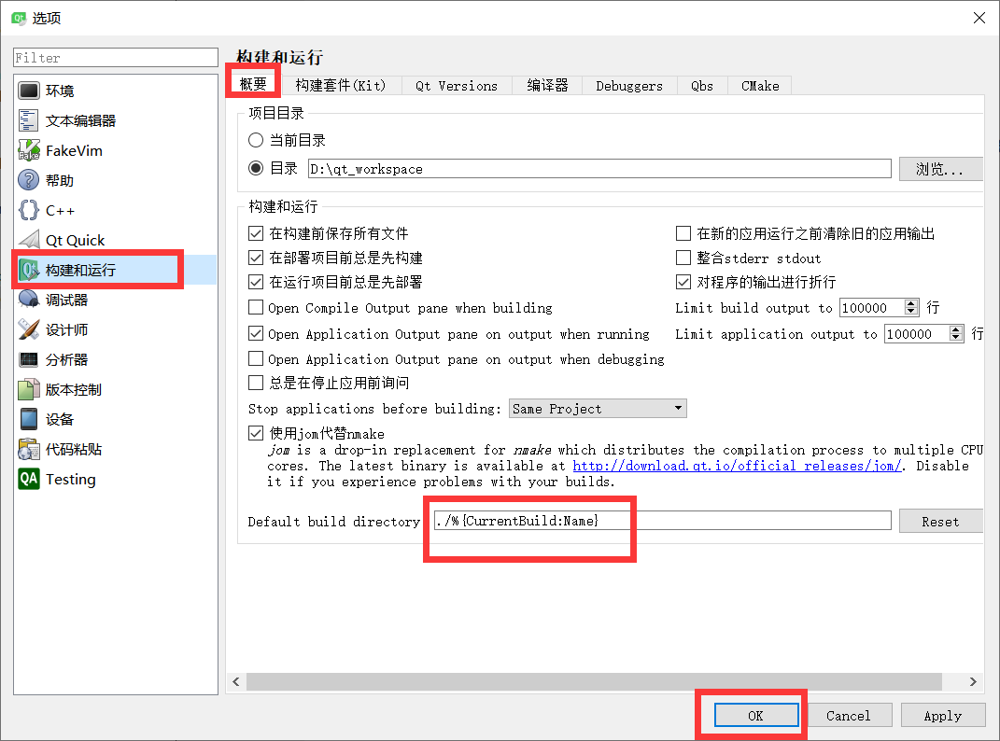 选项
Filter
环境
文本编辑器
FakeVim
帮助
C++
Qt Quick
构建和运行
调试器
设计师
分析器
版本控制
设备
代码粘贴
QA Testing
构建和运行
概要 构建套件(Kit) Qt Versions 编译器 Debuggers Qbs CMake
项目目录
当前目录
目录 D:\qt_workspace 浏览...
构建和运行
在构建前保存所有文件 在新的应用运行之前清除旧的应用输出
在部署项目前总是先构建 整合stderr stdout
在运行项目前总是先部署 对程序的输出进行折行
Open Compile Output pane when building Limit build output to 100000 行
Open Application Output pane on output when running Limit application output to 100000 行
Open Application Output pane on output when debugging
总是在停止应用前询问
Stop applications before building: Same Project
使用jom代替nmake
jom is a drop-in replacement for nmake which distributes the compilation process to multiple CPU
cores. The latest binary is available at http://download.qt.io/official_releases/jom/. Disable
it if you experience problems with your builds.
Default build directory ./%{CurrentBuild:Name} Reset
OK Cancel Apply